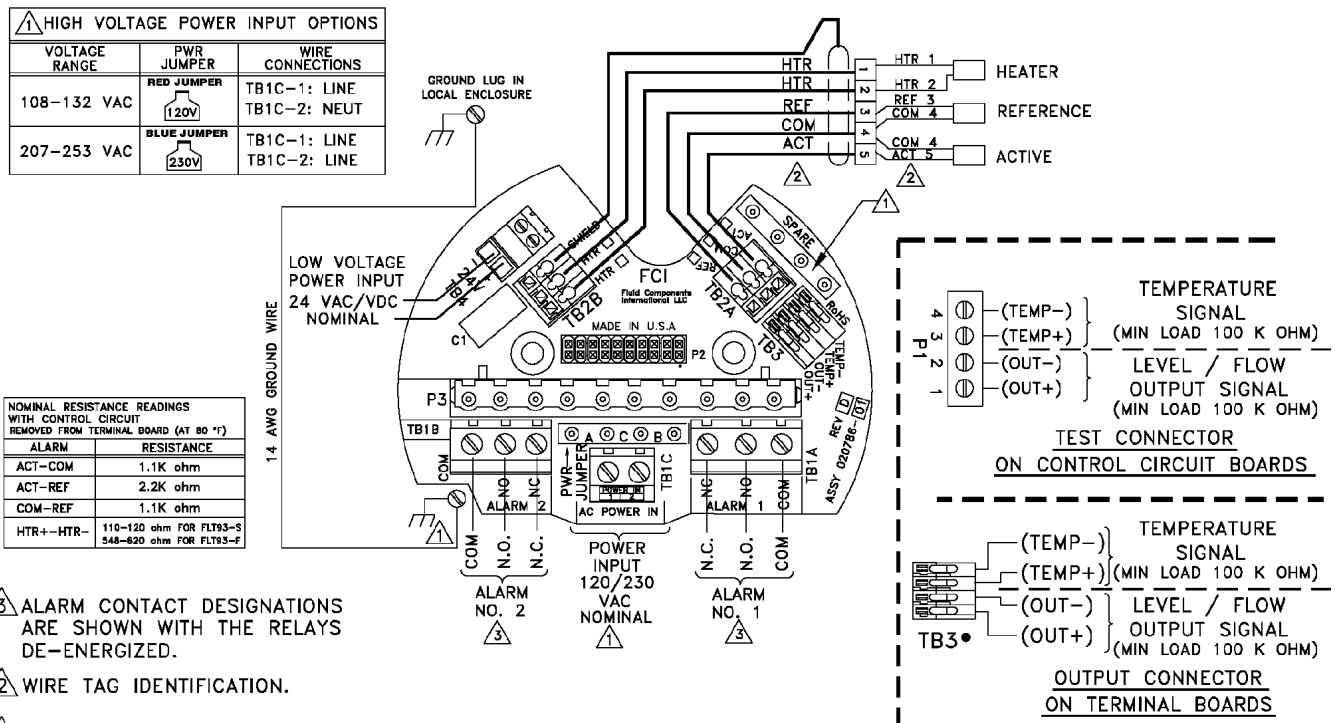 1 HIGH VOLTAGE POWER INPUT OPTIONS
VOLTAGE RANGE
PWR JUMPER
WIRE CONNECTIONS
108-132 VAC
RED JUMPER
120V
TB1C-1: LINE
TB1C-2: NEUT
207-253 VAC
BLUE JUMPER
230V
TB1C-1: LINE
TB1C-2: LINE
GROUND LUG IN
LOCAL ENCLOSURE
14 AWG GROUND WIRE
LOW VOLTAGE
POWER INPUT
24 VAC/VDC
NOMINAL
HTR
HTR
REF
COM
ACT
2
1
2
3
4
5
HTR 1
HTR 2
REF 3
COM 4
COM 4
ACT 5
2
HEATER
REFERENCE
ACTIVE
1
24V
TB4
C1
SHIELD
HTR
HTR
TB2B
FCI
Fluid Components
International LLC
MADE IN U.S.A
P2
ACT
COM
REF
TB2A
SPARE
RoHS
TB3
TEMP-
TEMP+
OUT-
OUT+
P3
TB1B
COM
NO
NC
ALARM 2
A C B
PWR
JUMPER
POWER IN
1 2
TB1C
AC POWER IN
NC
NO
COM
ALARM 1
TB1A
REV D
ASSY 020786-01
1
COM
N.O.
N.C.
ALARM
NO. 2
3
POWER
INPUT
120/230
VAC
NOMINAL
1
N.C.
N.O.
COM
ALARM
NO. 1
3
NOMINAL RESISTANCE READINGS
WITH CONTROL CIRCUIT
REMOVED FROM TERMINAL BOARD (AT 80 °F)
ALARM RESISTANCE
ACT-COM 1.1K ohm
ACT-REF 2.2K ohm
COM-REF 1.1K ohm
HTR+-HTR- 110-120 ohm FOR FLT93-S
548-620 ohm FOR FLT93-F
3 ALARM CONTACT DESIGNATIONS
ARE SHOWN WITH THE RELAYS
DE-ENERGIZED.
2 WIRE TAG IDENTIFICATION.
P1
4 (TEMP-)
3 (TEMP+)
2 (OUT-)
1 (OUT+)
TEMPERATURE
SIGNAL
(MIN LOAD 100 K OHM)
LEVEL / FLOW
OUTPUT SIGNAL
(MIN LOAD 100 K OHM)
TEST CONNECTOR
ON CONTROL CIRCUIT BOARDS
(TEMP-)
(TEMP+)
(OUT-)
(OUT+)
TB3
TEMPERATURE
SIGNAL
(MIN LOAD 100 K OHM)
LEVEL / FLOW
OUTPUT SIGNAL
(MIN LOAD 100 K OHM)
OUTPUT CONNECTOR
ON TERMINAL BOARDS